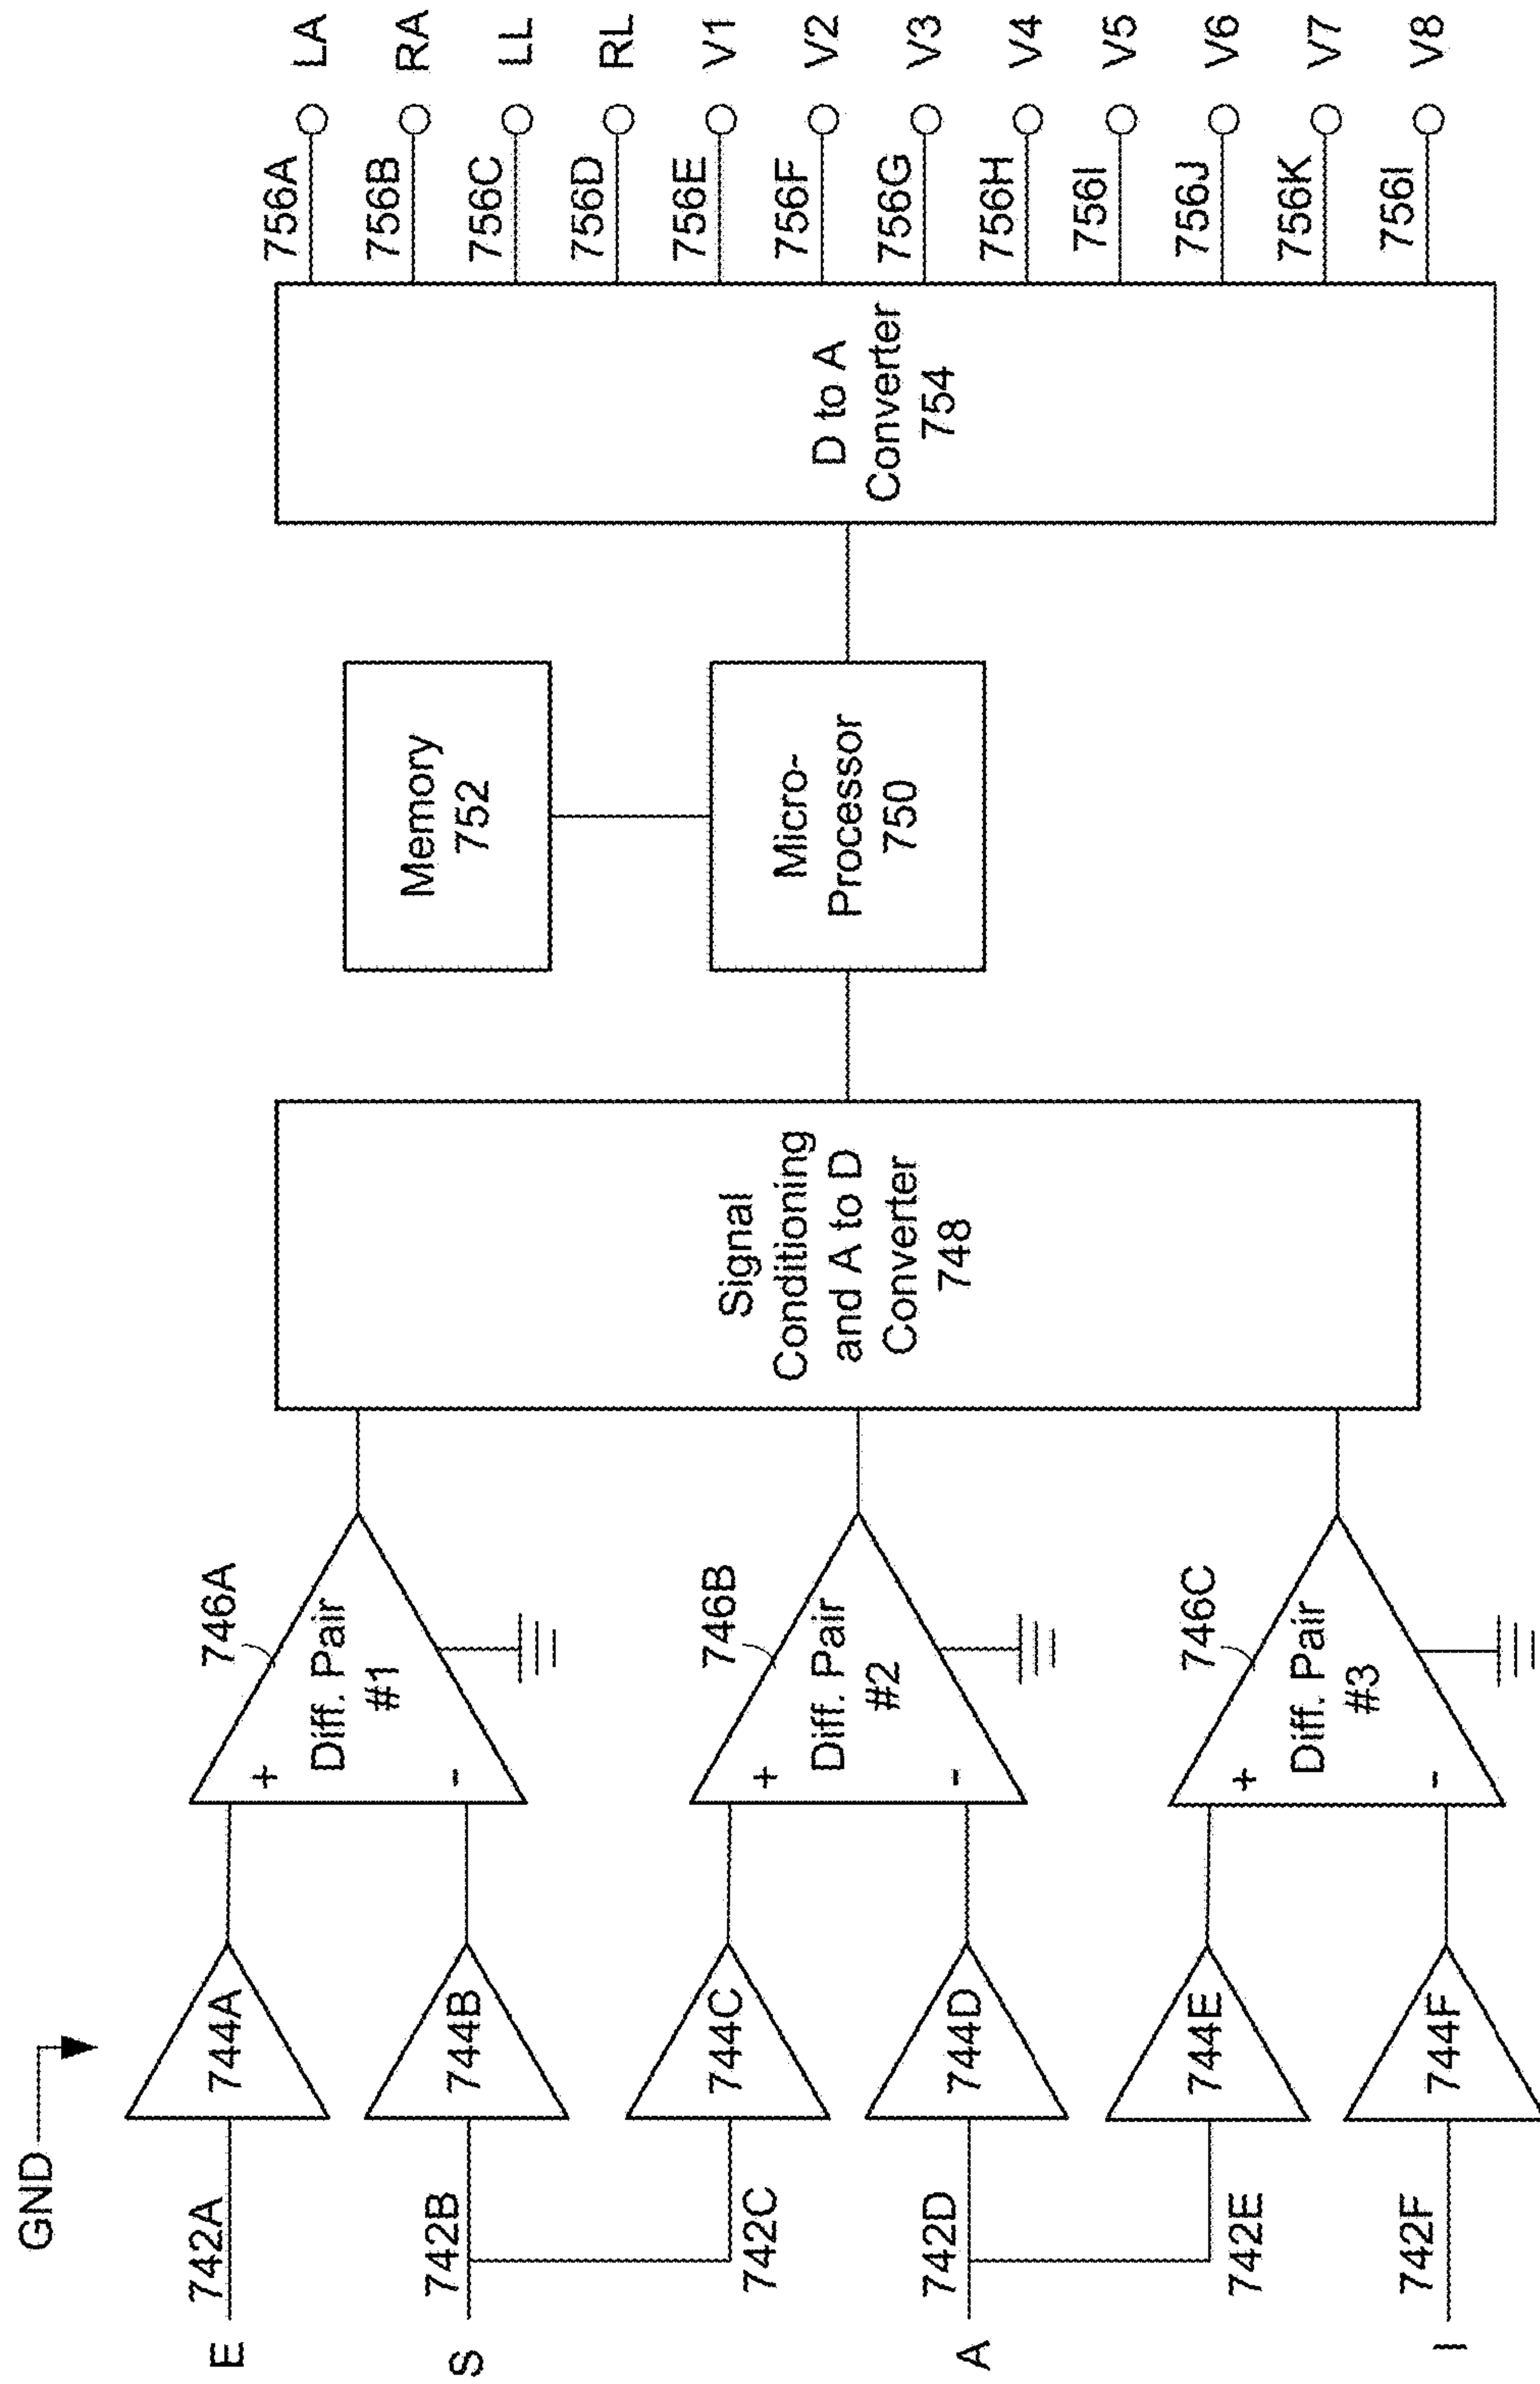 GND
E
742A
744A
S
742B
744B
742C
744C
A
742D
744D
742E
744E
I
742F
744F
746A
+
Diff. Pair
#1
-
746B
+
Diff. Pair
#2
-
746C
+
Diff. Pair
#3
-
Signal
Conditioning
and A to D
Converter
748
Memory
752
Micro-
Processor
750
D to A
Converter
754
756A LA
756B RA
756C LL
756D RL
756E V1
756F V2
756G V3
756H V4
756I V5
756J V6
756K V7
756I V8